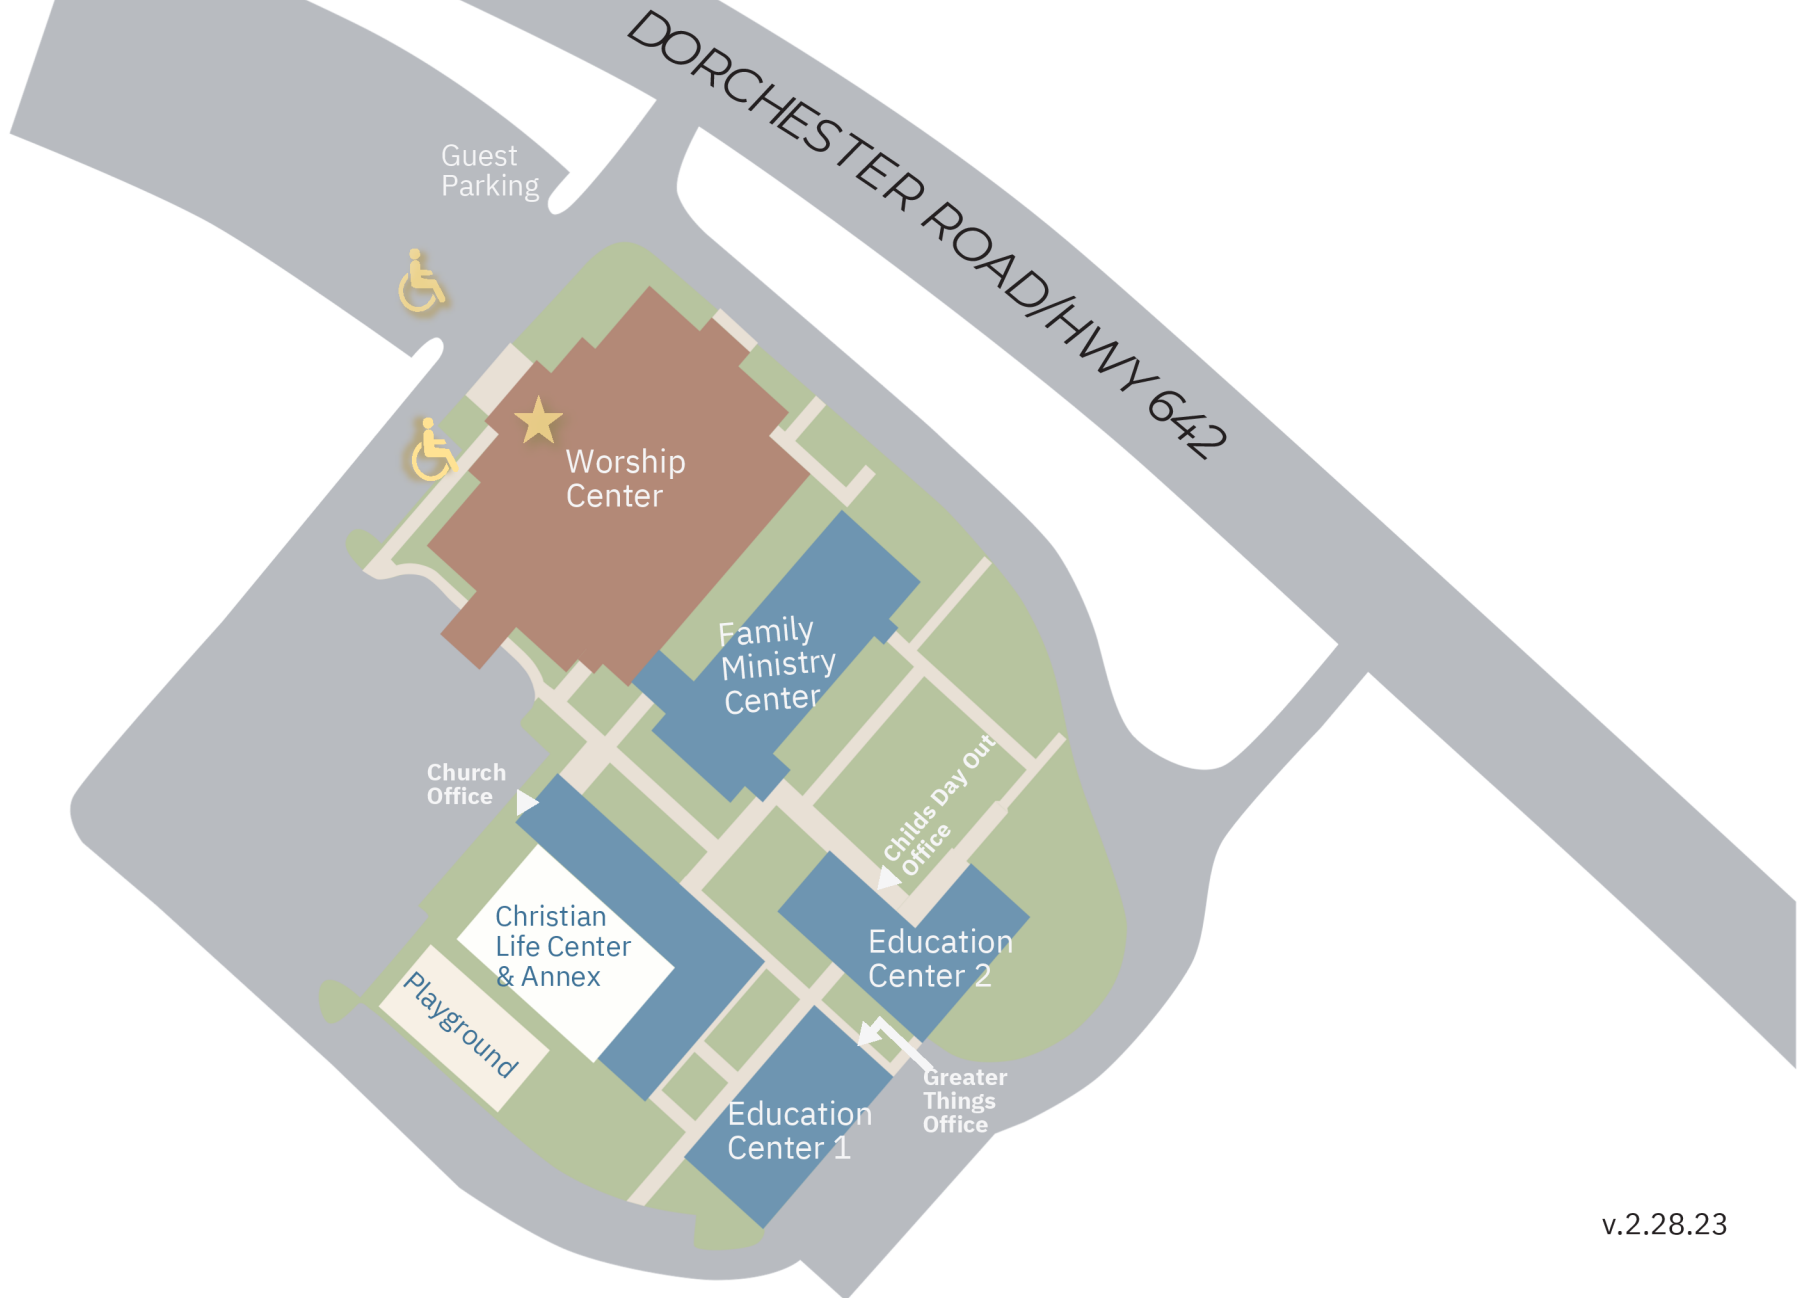 DORCHESTER ROAD/HWY 642
Guest
Parking
Worship
Center
Family
Ministry
Center
Church
Office
Childs Day Out
Office
Christian
Life Center
& Annex
Education
Center 2
Playground
Greater
Things
Office
Education
Center 1
v.2.28.23